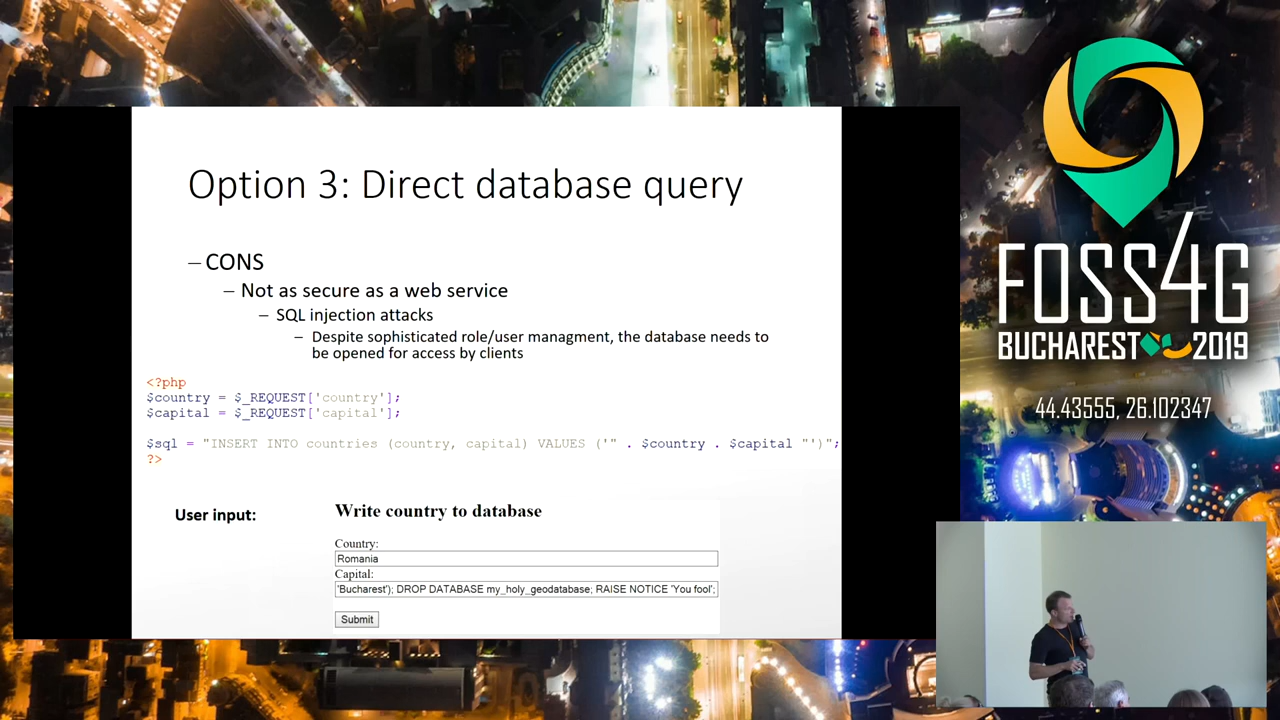 Option 3: Direct database query
– CONS
– Not as secure as a web service
– SQL injection attacks
– Despite sophisticated role/user managment, the database needs to
be opened for access by clients
<?php
$country = $_REQUEST['country'];
$capital = $_REQUEST['capital'];
$sql = "INSERT INTO countries (country, capital) VALUES ('" . $country . $capital "')";
?>
User input:
Write country to database
Country:
Romania
Capital:
'Bucharest'); DROP DATABASE my_holy_geodatabase; RAISE NOTICE 'You fool';
Submit
FOSS4G
BUCHAREST 2019
44.43555, 26.102347